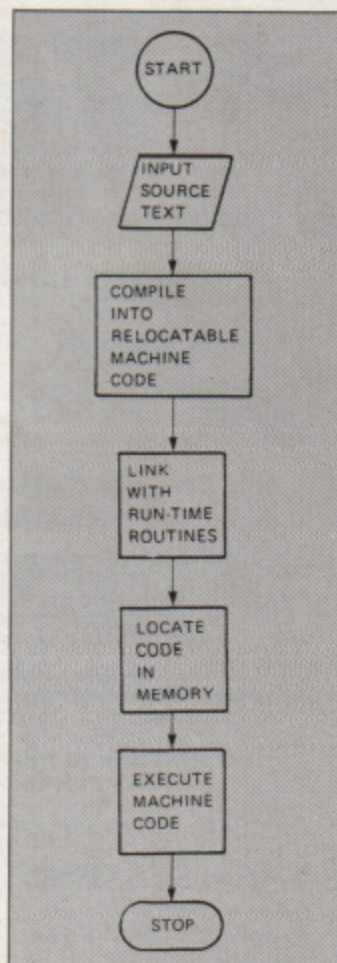 START
INPUT
SOURCE
TEXT
COMPILE
INTO
RELOCATABLE
MACHINE
CODE
LINK
WITH
RUN-TIME
ROUTINES
LOCATE
CODE
IN
MEMORY
EXECUTE
MACHINE
CODE
STOP